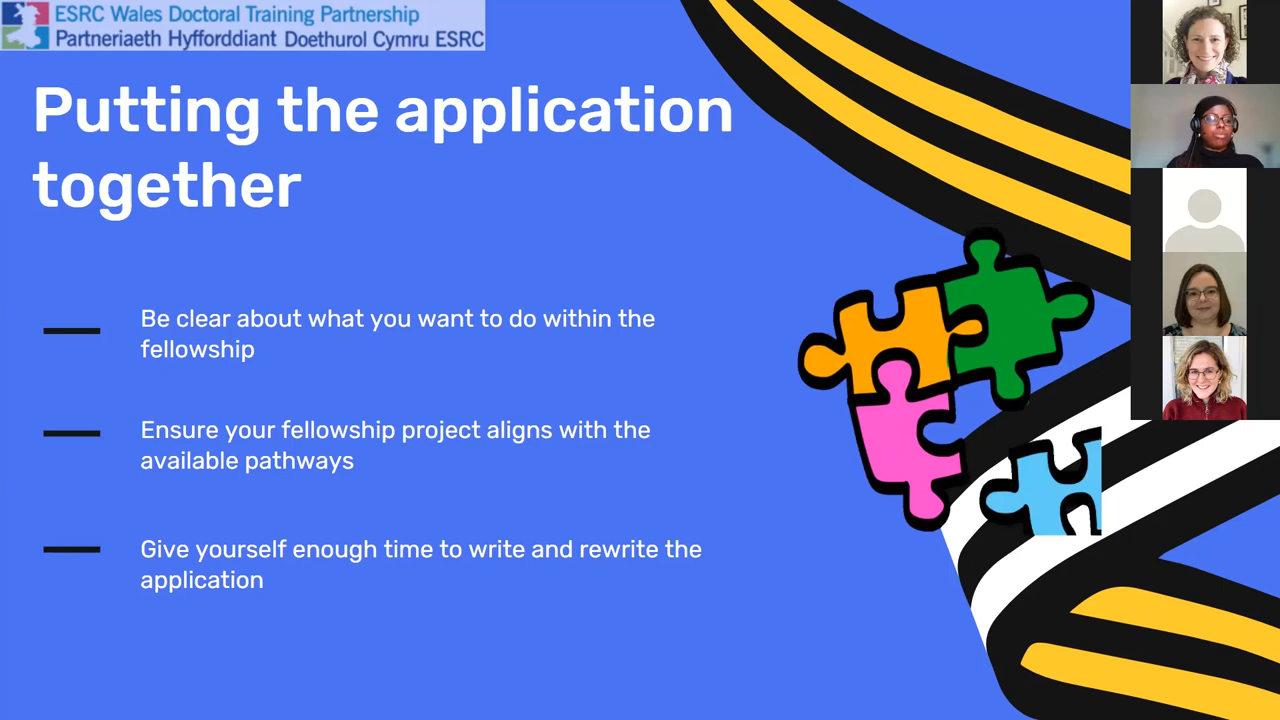 ESRC Wales Doctoral Training Partnership
Partneriaeth Hyfforddiant Doethurol Cymru ESRC
Putting the application
together
Be clear about what you want to do within the
fellowship
Ensure your fellowship project aligns with the
available pathways
Give yourself enough time to write and rewrite the
application